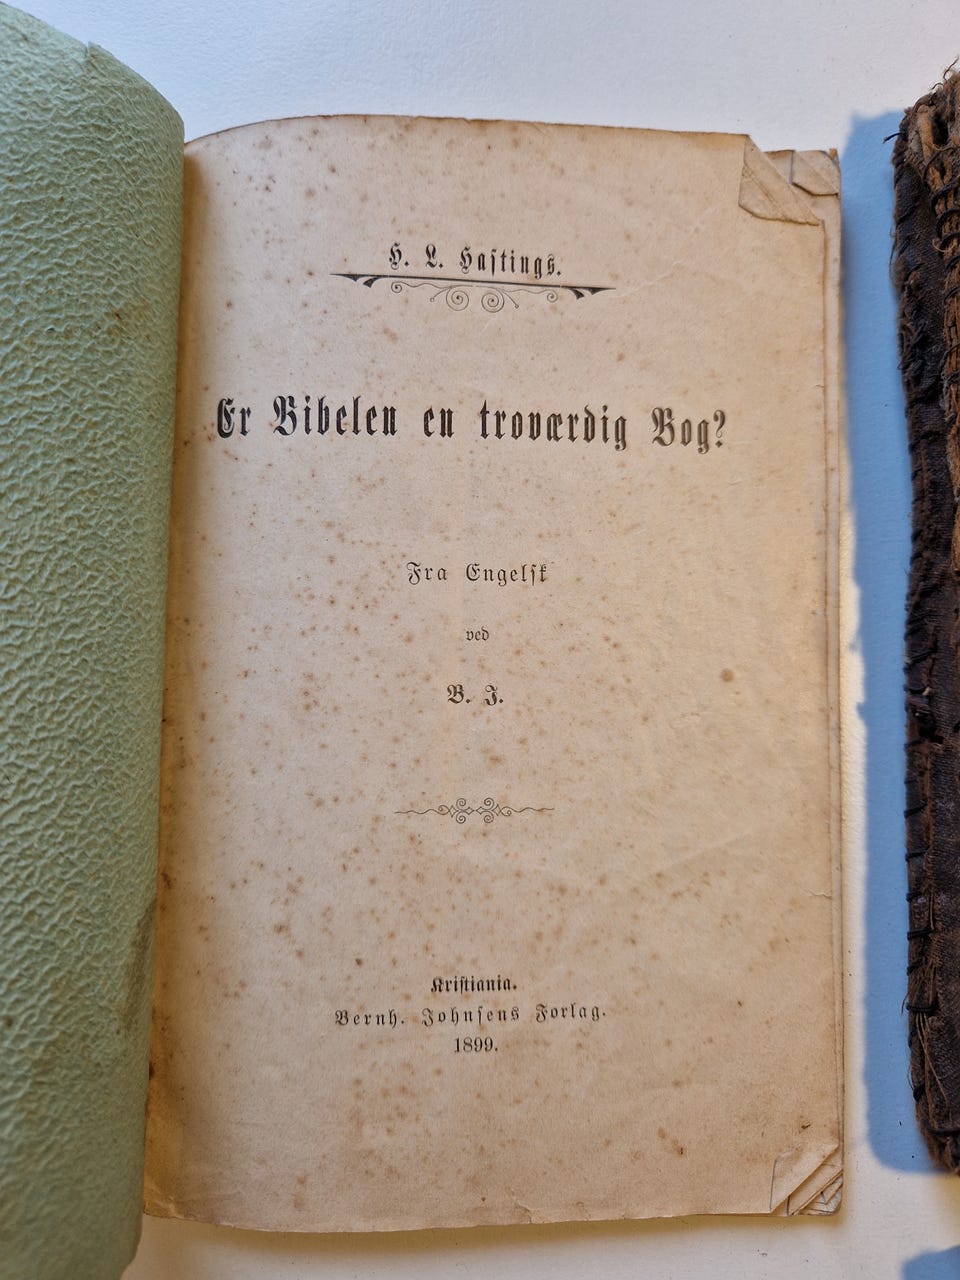 H. L. Hastings.
Er Bibelen en troværdig Bog?
Fra Engelsk
ved
B. J.
Kristiania.
Bernh. Johnsens Forlag.
1899.